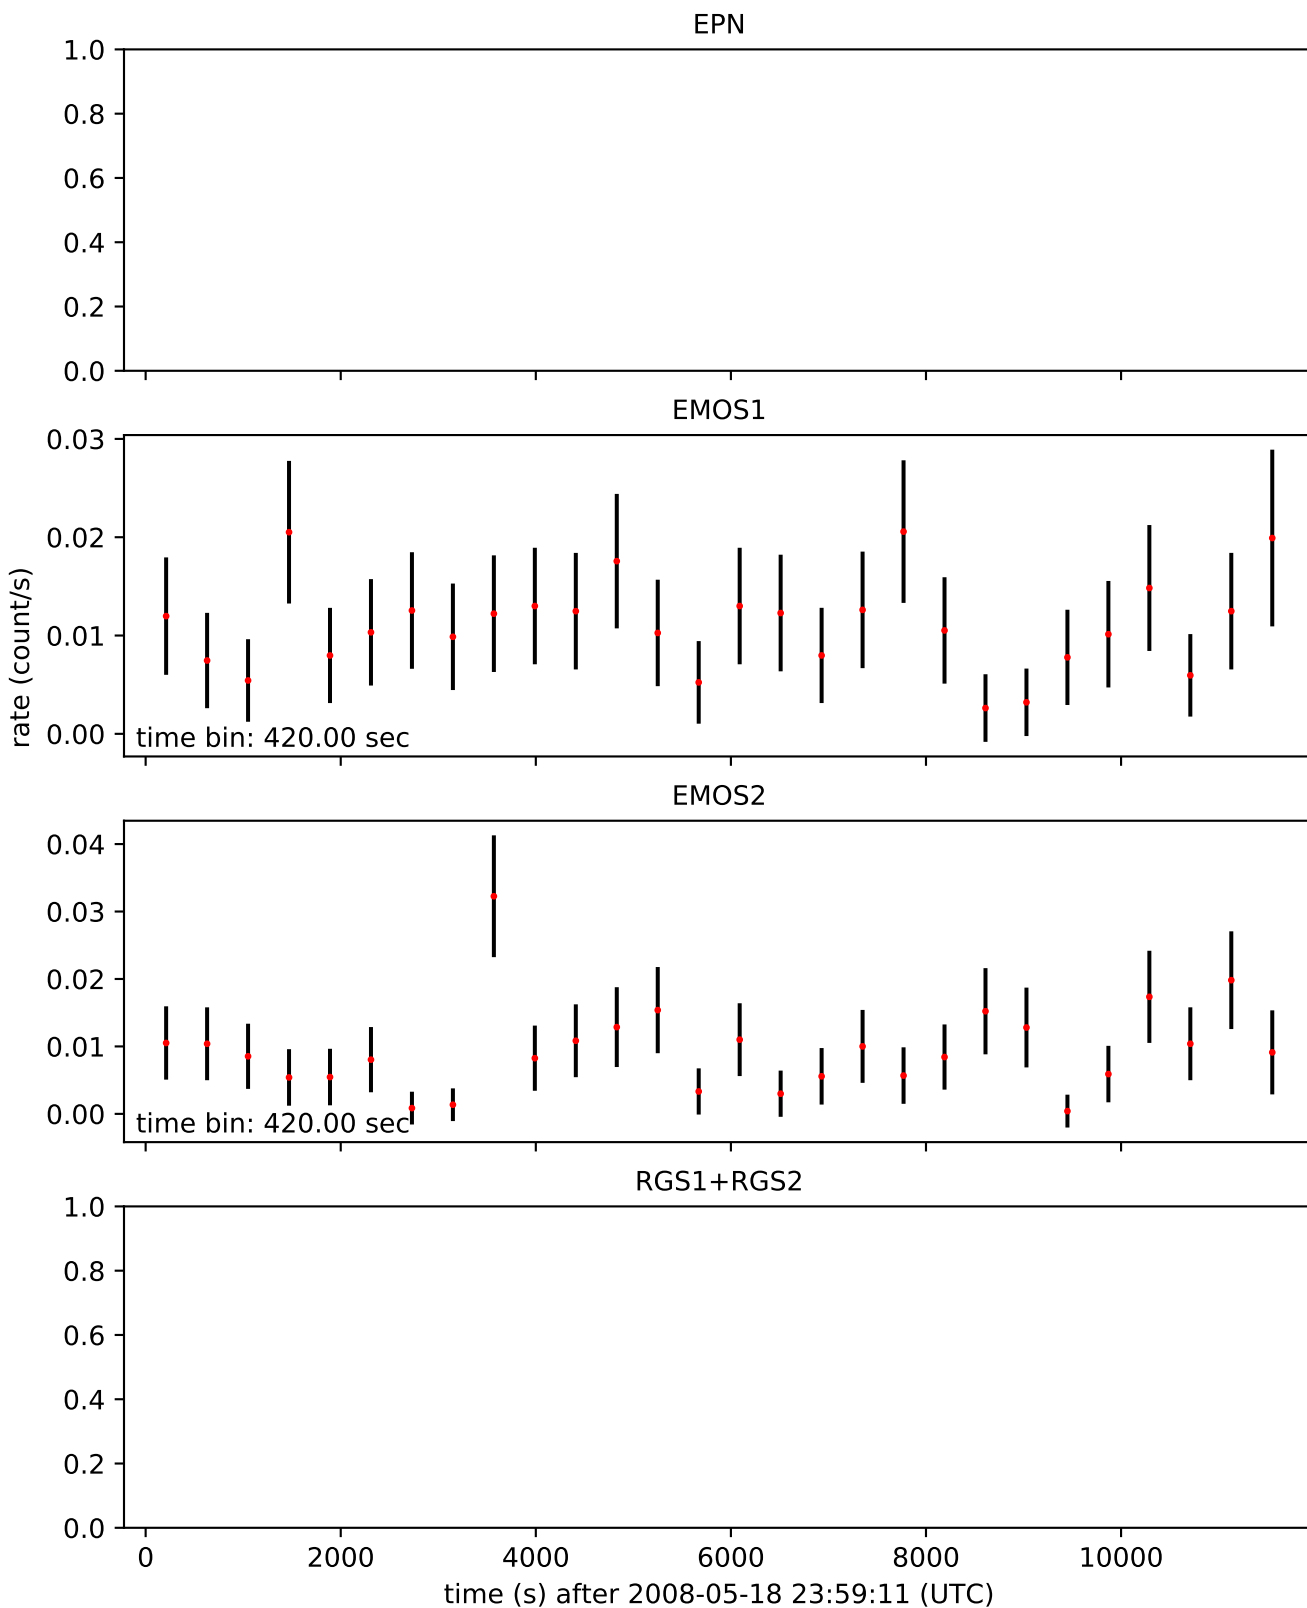 EPN
1.0
0.8
0.6
0.4
0.2
0.0
EMOS1
0.03
0.02
0.01
0.00
rate (count/s)
time bin: 420.00 sec
EMOS2
0.04
0.03
0.02
0.01
0.00
time bin: 420.00 sec
RGS1+RGS2
1.0
0.8
0.6
0.4
0.2
0.0
0 2000 4000 6000 8000 10000
time (s) after 2008-05-18 23:59:11 (UTC)